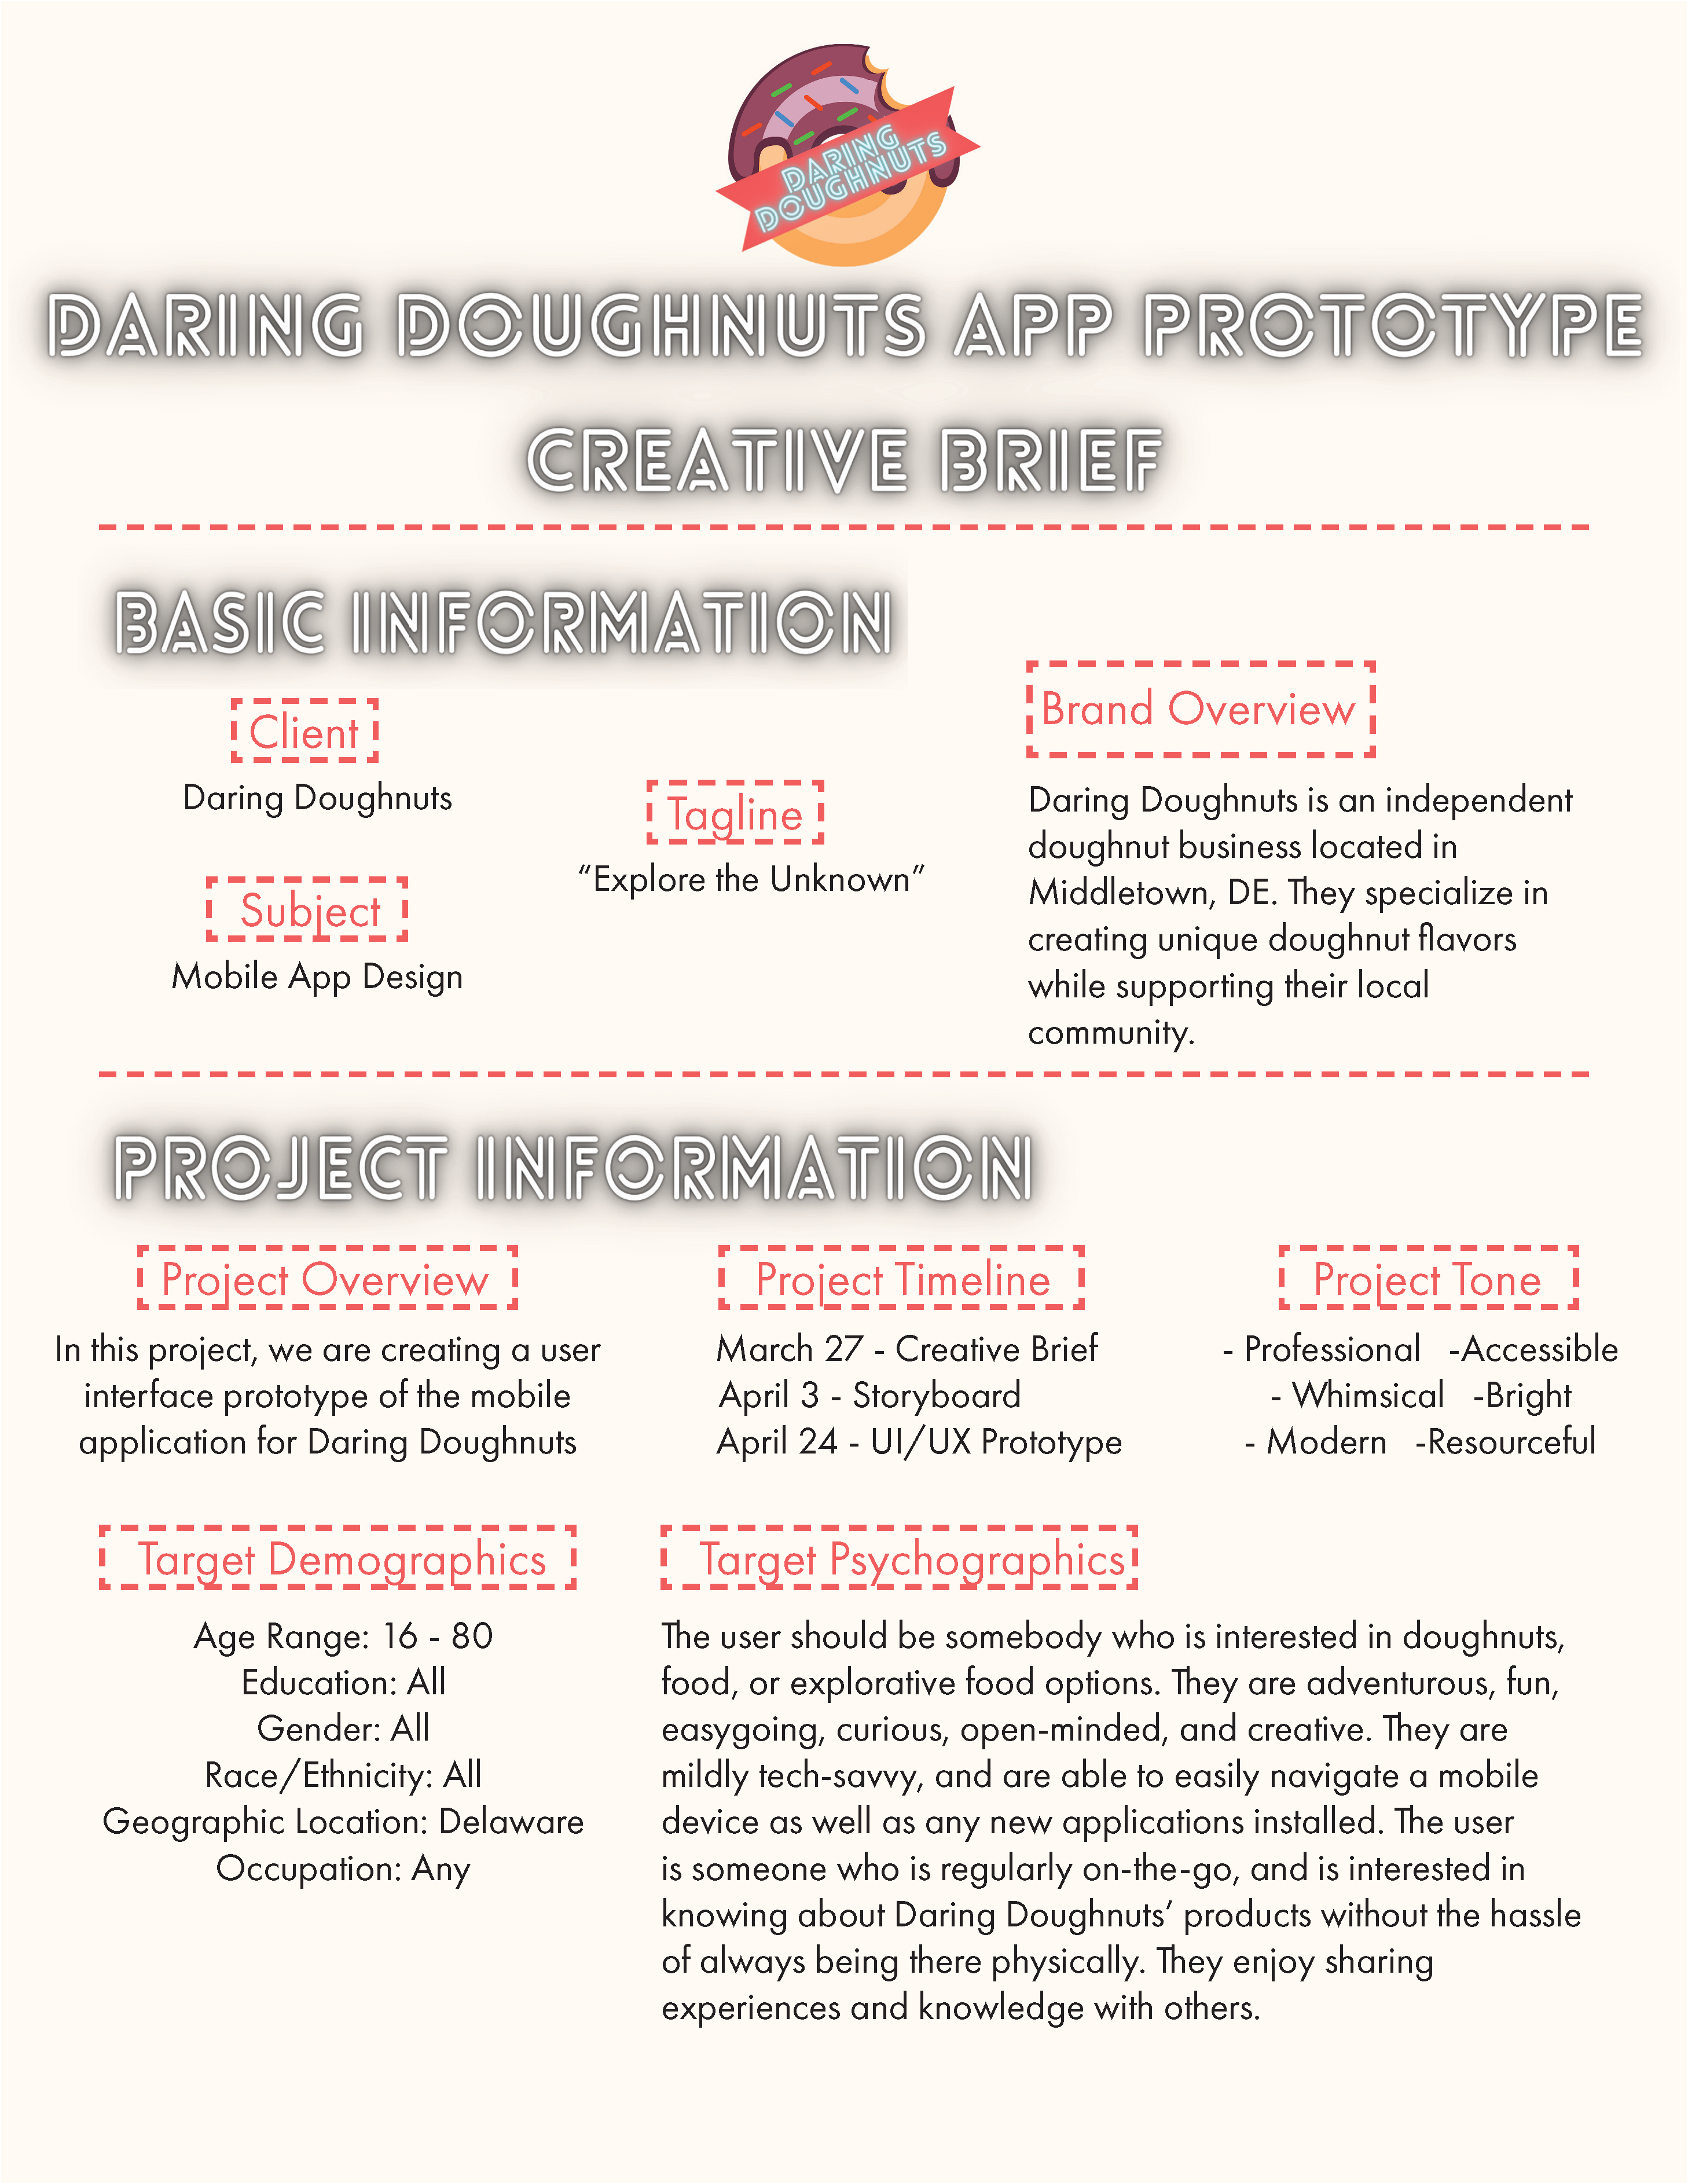 DARING
DOUGHNUTS
DARING DOUGHNUTS APP PROTOTYPE
CREATIVE BRIEF
BASIC INFORMATION
Client
Daring Doughnuts
Subject
Mobile App Design
Tagline
“Explore the Unknown”
Brand Overview
Daring Doughnuts is an independent
doughnut business located in
Middletown, DE. They specialize in
creating unique doughnut flavors
while supporting their local
community.
PROJECT INFORMATION
Project Overview
In this project, we are creating a user
interface prototype of the mobile
application for Daring Doughnuts
Project Timeline
March 27 - Creative Brief
April 3 - Storyboard
April 24 - UI/UX Prototype
Project Tone
- Professional -Accessible
- Whimsical -Bright
- Modern -Resourceful
Target Demographics
Age Range: 16 - 80
Education: All
Gender: All
Race/Ethnicity: All
Geographic Location: Delaware
Occupation: Any
Target Psychographics
The user should be somebody who is interested in doughnuts,
food, or explorative food options. They are adventurous, fun,
easygoing, curious, open-minded, and creative. They are
mildly tech-savvy, and are able to easily navigate a mobile
device as well as any new applications installed. The user
is someone who is regularly on-the-go, and is interested in
knowing about Daring Doughnuts’ products without the hassle
of always being there physically. They enjoy sharing
experiences and knowledge with others.